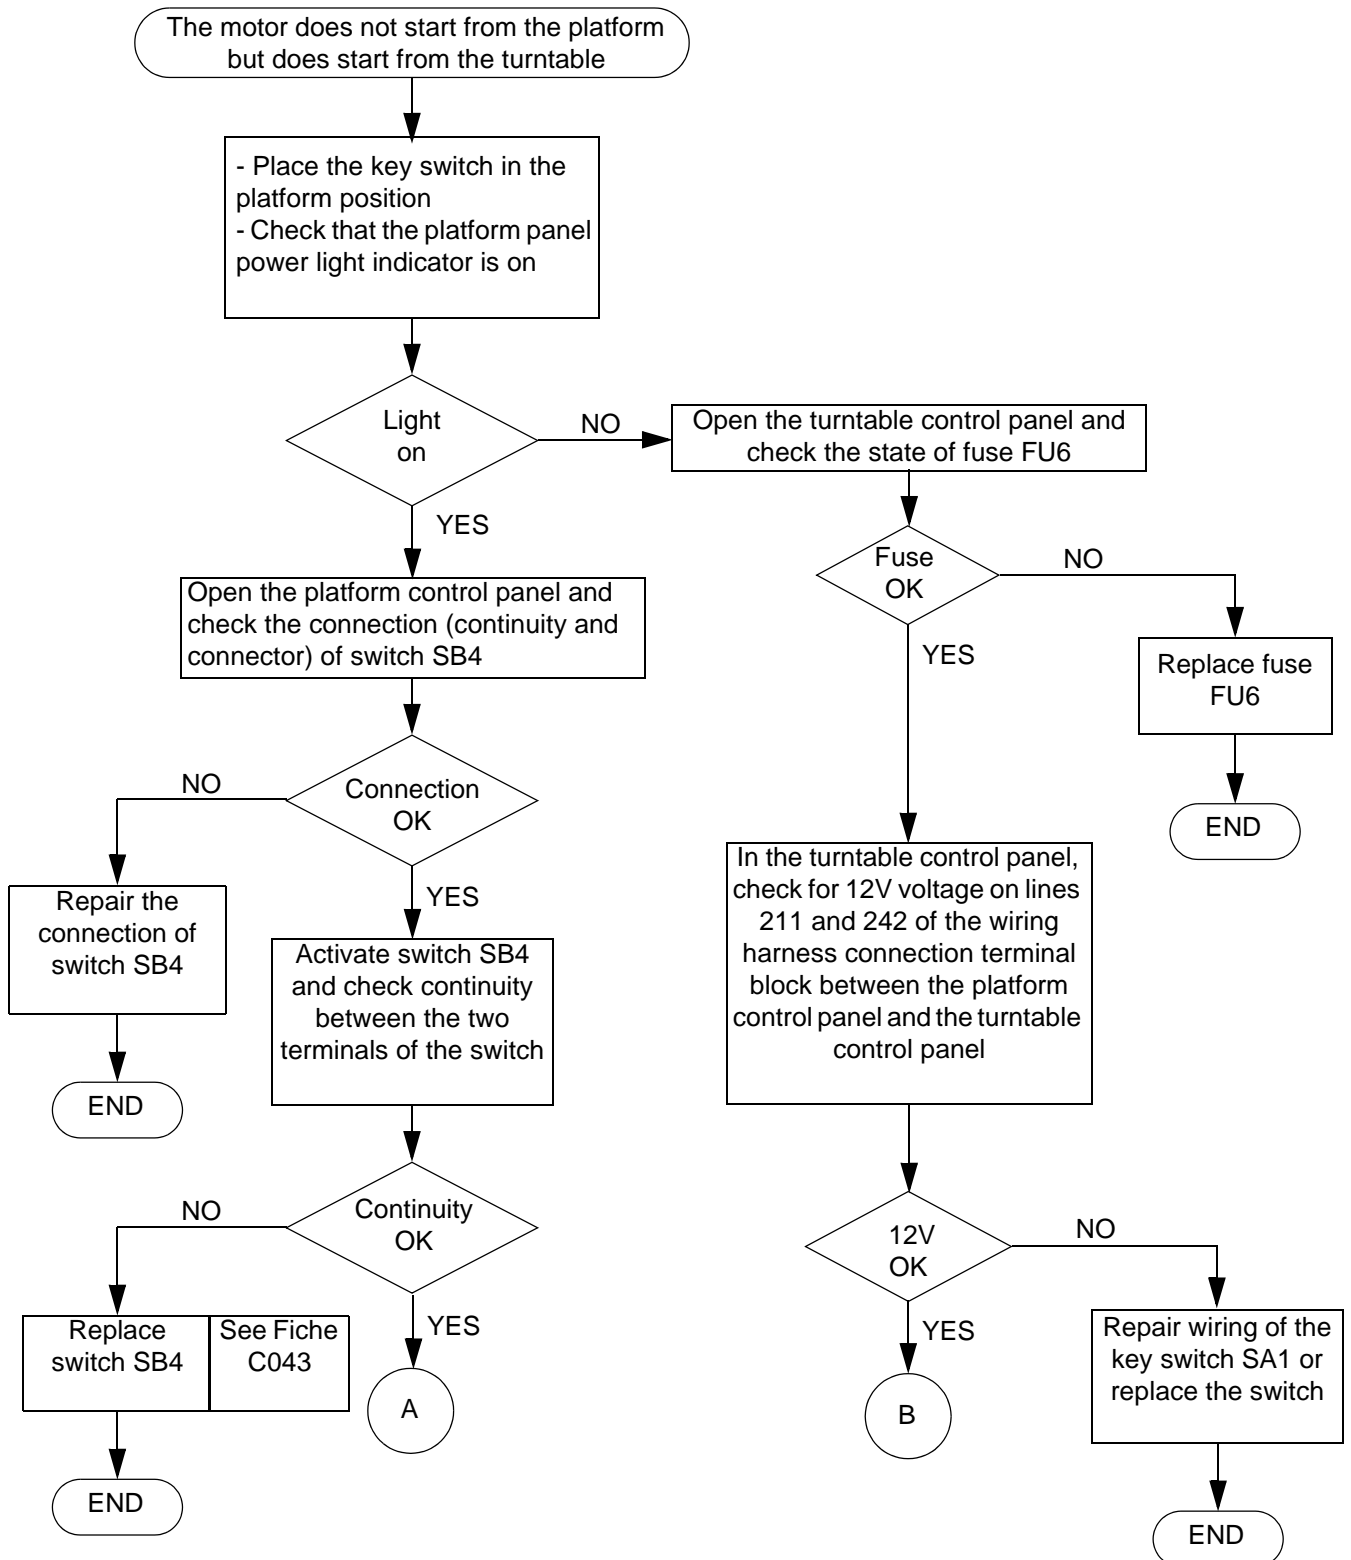 The motor does not start from the platform
but does start from the turntable
- Place the key switch in the
platform position
- Check that the platform panel
power light indicator is on
Light
on
NO
YES
Open the turntable control panel and
check the state of fuse FU6
Fuse
OK
NO
YES
Replace fuse
FU6
END
Open the platform control panel and
check the connection (continuity and
connector) of switch SB4
Connection
OK
NO
YES
Repair the
connection of
switch SB4
END
Activate switch SB4
and check continuity
between the two
terminals of the switch
Continuity
OK
NO
YES
Replace
switch SB4
See Fiche
C043
END
A
In the turntable control panel,
check for 12V voltage on lines
211 and 242 of the wiring
harness connection terminal
block between the platform
control panel and the turntable
control panel
12V
OK
NO
YES
B
Repair wiring of the
key switch SA1 or
replace the switch
END